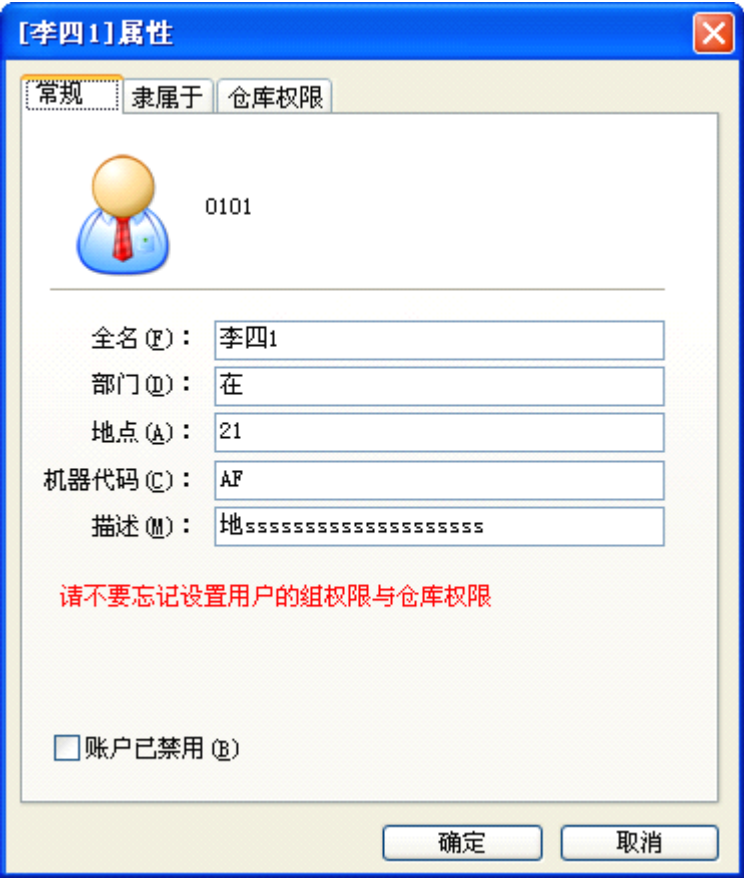 [李四1]属性
常规 隶属于 仓库权限
0101
全名(F)： 李四1
部门(D)： 在
地点(A)： 21
机器代码(C)： AF
描述(M)： 地ssssssssssssssssssss
请不要忘记设置用户的组权限与仓库权限
账户已禁用(B)
确定 取消